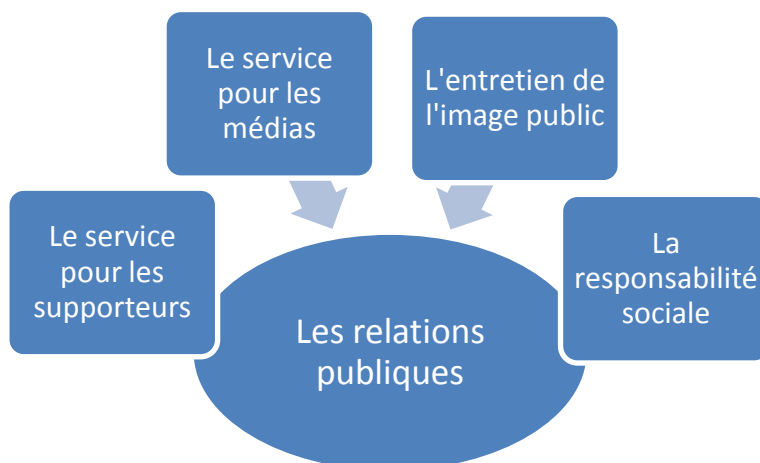 Le service
pour les
médias
L'entretien de
l'image public
Le service
pour les
supporteurs
La
responsabilité
sociale
Les relations
publiques